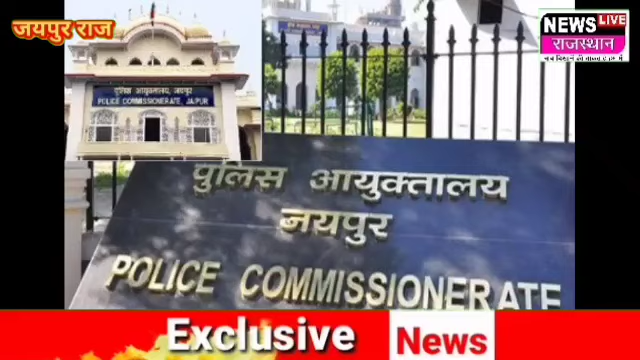 जयपुर राज
NEWS LIVE
राजस्थान
पुलिस आयुक्तालय, जयपुर
POLICE COMMISSIONERATE, JAIPUR
पुलिस आयुक्तालय
जयपुर
POLICE COMMISSIONERATE
Exclusive News